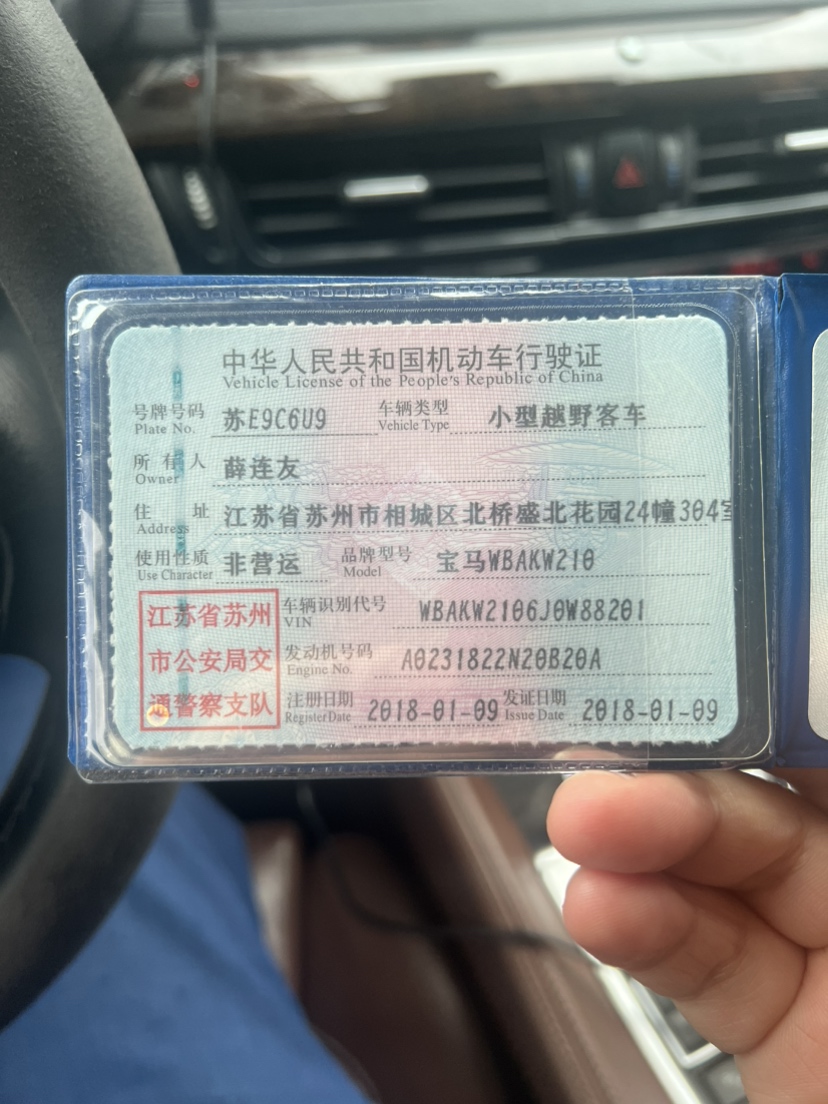 中华人民共和国机动车行驶证
Vehicle License of the People's Republic of China
号牌号码 苏E9C6U9 车辆类型 小型越野客车
Plate No. Vehicle Type
所有人 薛连友
Owner
住址 江苏省苏州市相城区北桥盛北花园24幢304室
Address
使用性质 非营运 品牌型号 宝马WBAKW210
Use Character Model
江苏省苏州 车辆识别代号 WBAKW2106J0W88201
VIN
市公安局交 发动机号码 A0231822N20B20A
Engine No.
通警察支队 注册日期 2018-01-09 发证日期 2018-01-09
Register Date Issue Date